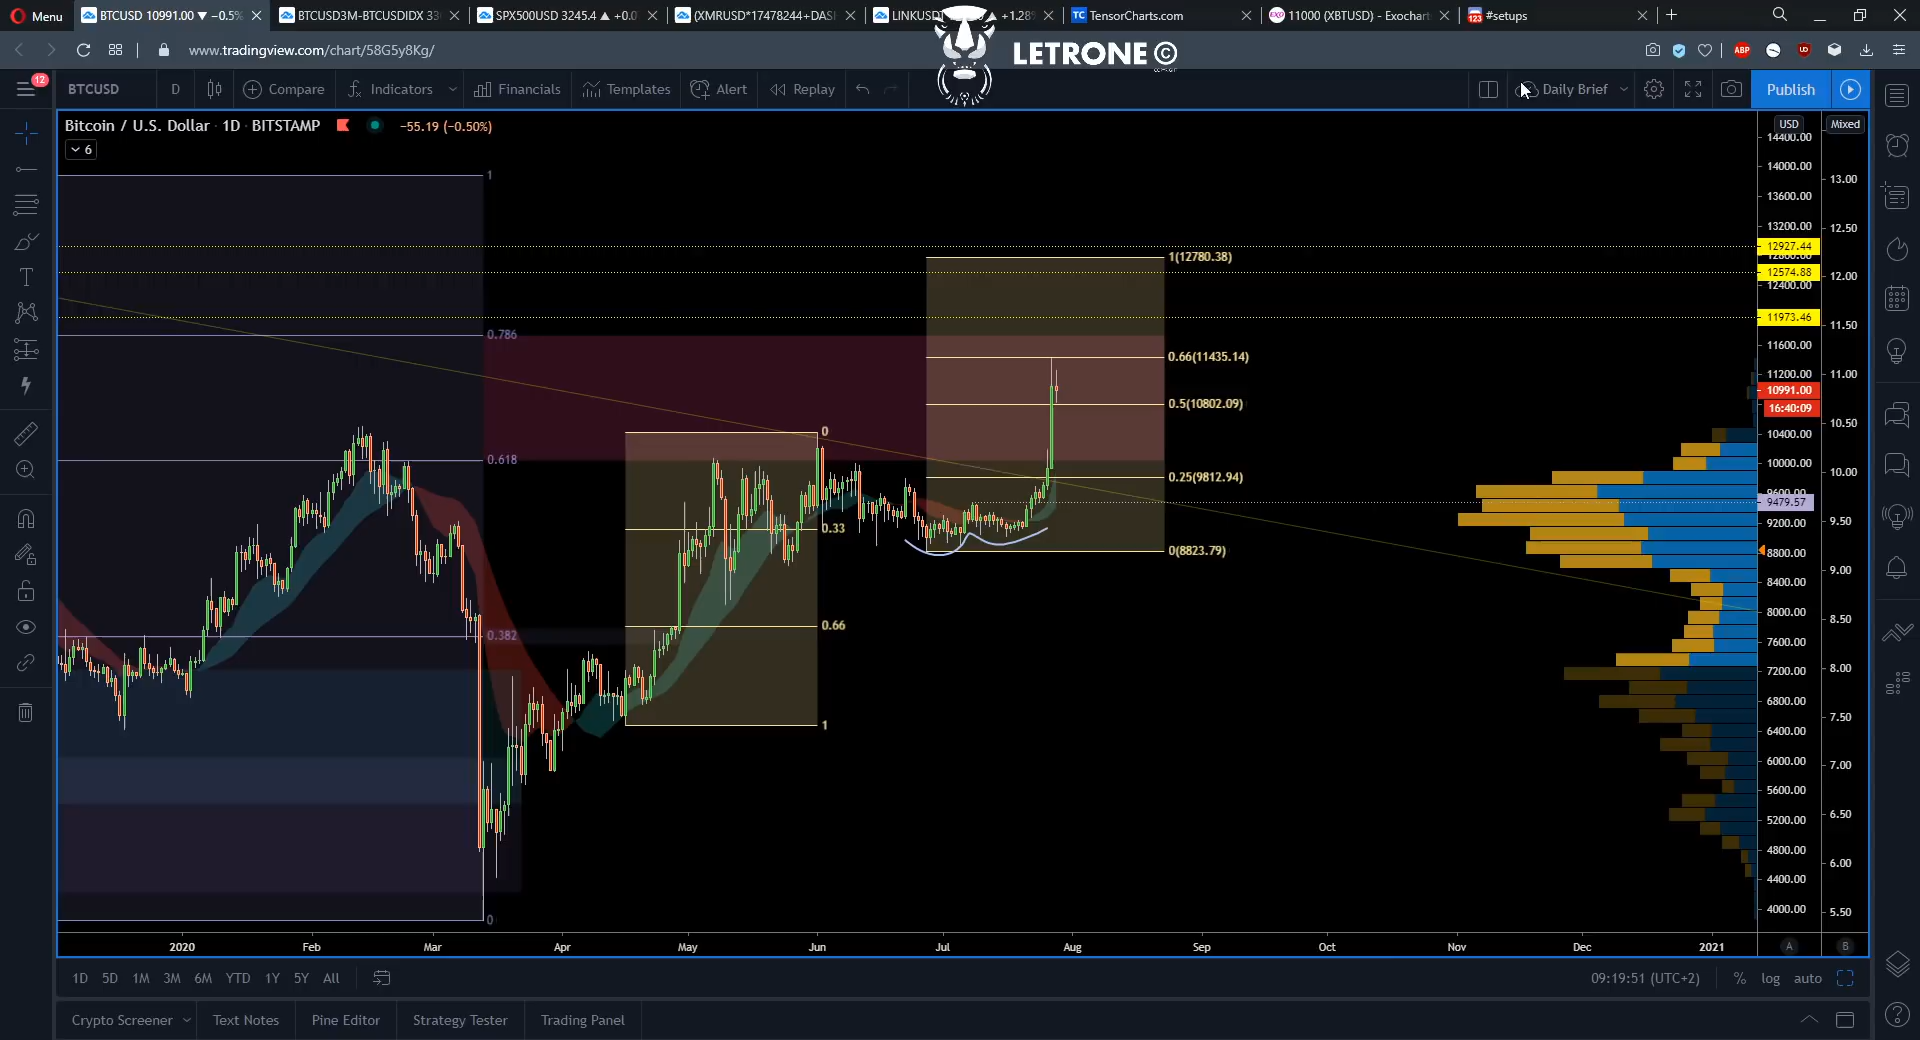 Menu
BTCUSD 10991.00 ▼ −0.5%
BTCUSD3M-BTCUSDIDX 33
SPX500USD 3245.4 ▲ +0.0
(XMRUSD*17478244+DAS
LINKUSDT
▲ +1.28
TC TensorCharts.com
EXO 11000 (XBTUSD) - Exochart
123 #setups
www.tradingview.com/chart/58G5y8Kg/
ABP
LETRONE ©
12
BTCUSD
D
Compare
Indicators
Financials
Templates
Alert
Replay
Daily Brief
Publish
Bitcoin / U.S. Dollar · 1D · BITSTAMP
−55.19 (−0.50%)
6
USD
Mixed
14400.00
14000.00
13600.00
13200.00
12927.44
12800.00
12574.88
12400.00
11973.46
11600.00
11200.00
10991.00
16:40:09
10400.00
10000.00
9600.00
9479.57
9200.00
8800.00
8400.00
8000.00
7600.00
7200.00
6800.00
6400.00
6000.00
5600.00
5200.00
4800.00
4400.00
4000.00
13.00
12.50
12.00
11.50
11.00
10.50
10.00
9.50
9.00
8.50
8.00
7.50
7.00
6.50
6.00
5.50
1
0.786
0.618
0.382
0
0
0.33
0.66
1
1(12780.38)
0.66(11435.14)
0.5(10802.09)
0.25(9812.94)
0(8823.79)
2020
Feb
Mar
Apr
May
Jun
Jul
Aug
Sep
Oct
Nov
Dec
2021
A
B
1D
5D
1M
3M
6M
YTD
1Y
5Y
All
09:19:51 (UTC+2)
%
log
auto
Crypto Screener
Text Notes
Pine Editor
Strategy Tester
Trading Panel